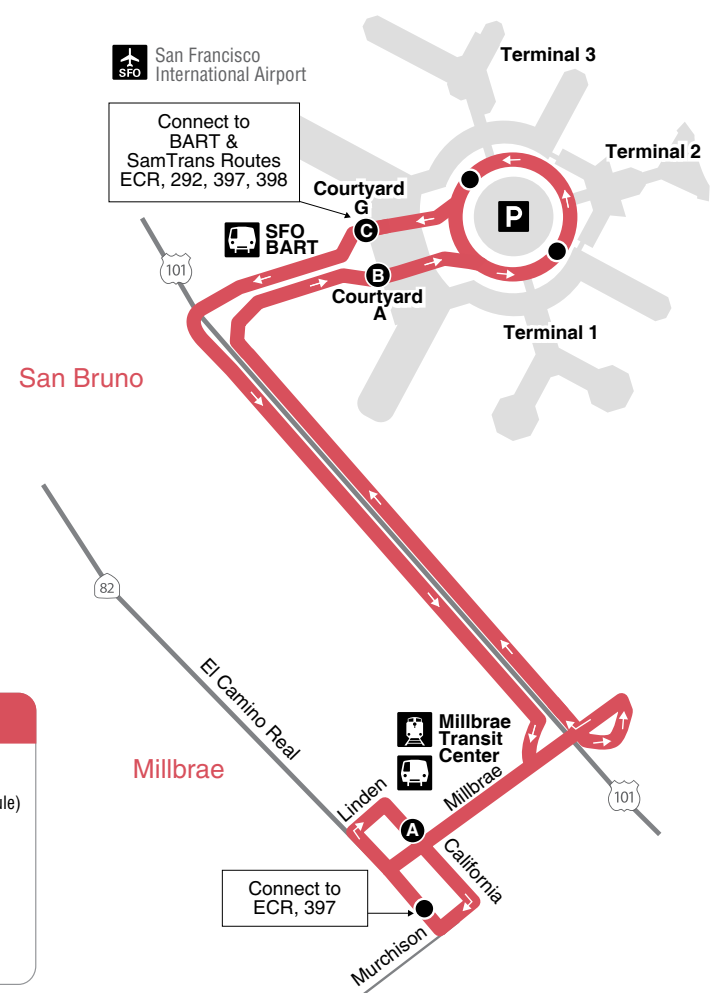 SFO
San Francisco
International Airport
Terminal 3
Connect to
BART &
SamTrans Routes
ECR, 292, 397, 398
Terminal 2
Courtyard
G
C
P
SFO
BART
101
B
Courtyard
A
Terminal 1
San Bruno
82
El Camino Real
Millbrae
Transit
Center
Millbrae
Linden
Millbrae
101
A
California
Connect to
ECR, 397
Murchison
ule)